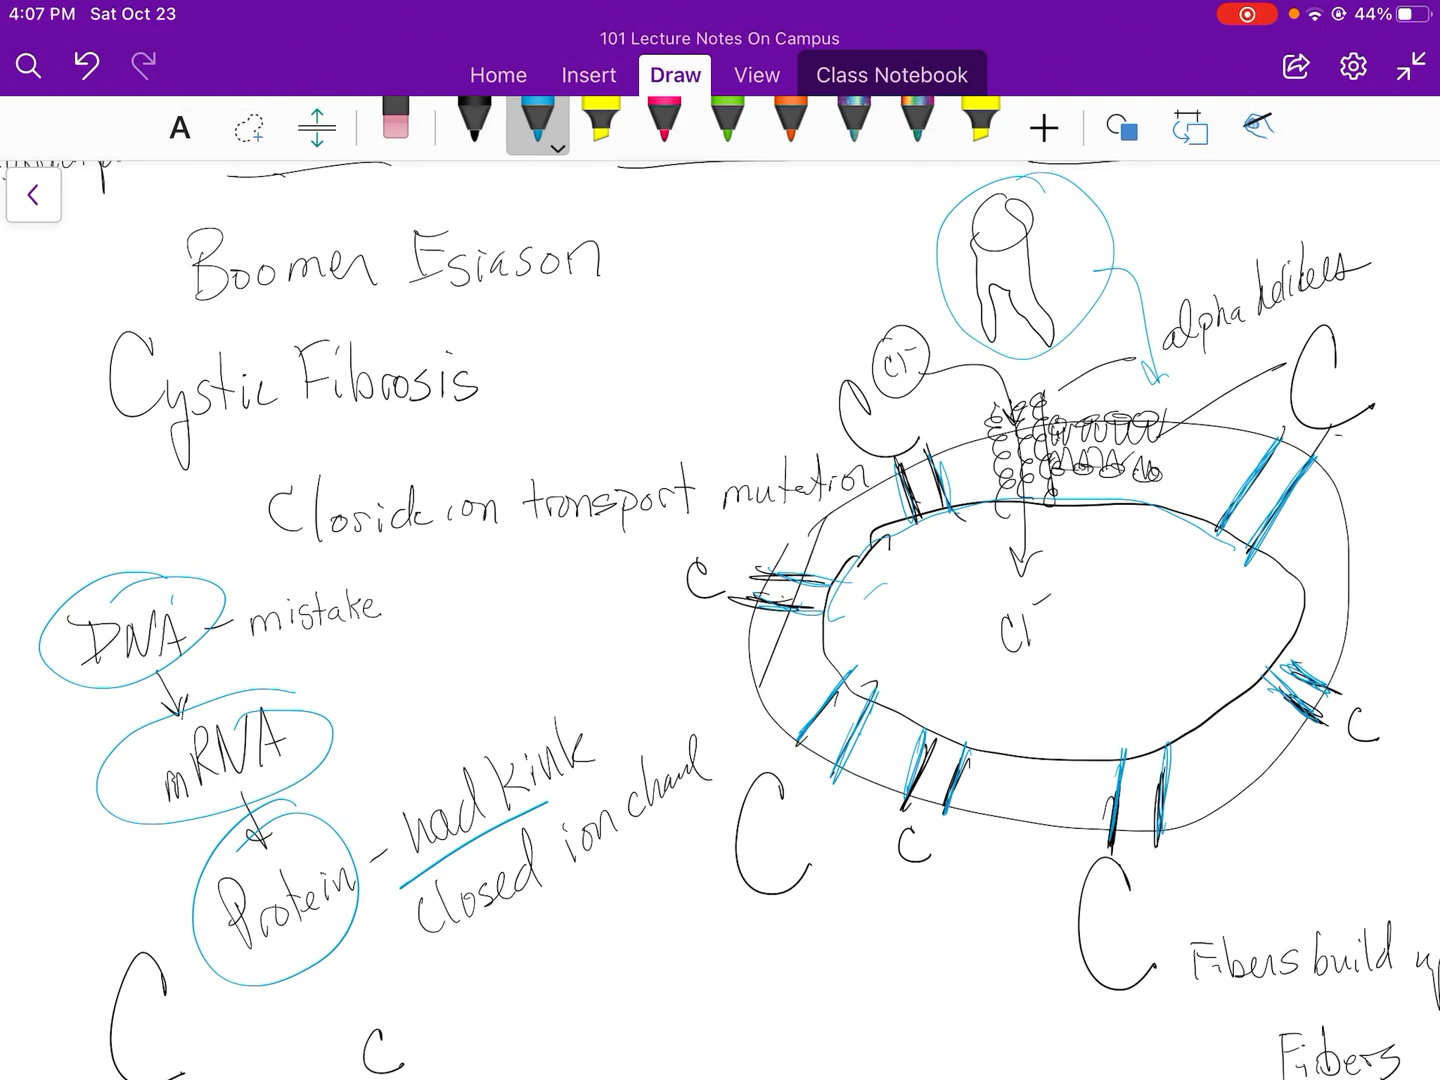 4:07 PM Sat Oct 23
44%
101 Lecture Notes On Campus
Home Insert Draw View Class Notebook
A
Boomer Esiason
Cystic Fibrosis
alpha helices
Cl-
C
C
Cloride ion transport mutation
C
DNA - mistake
Cl-
mRNA
C
Protein - had kink
closed ion
C
C
C
Fibers build
C
C
Fibers